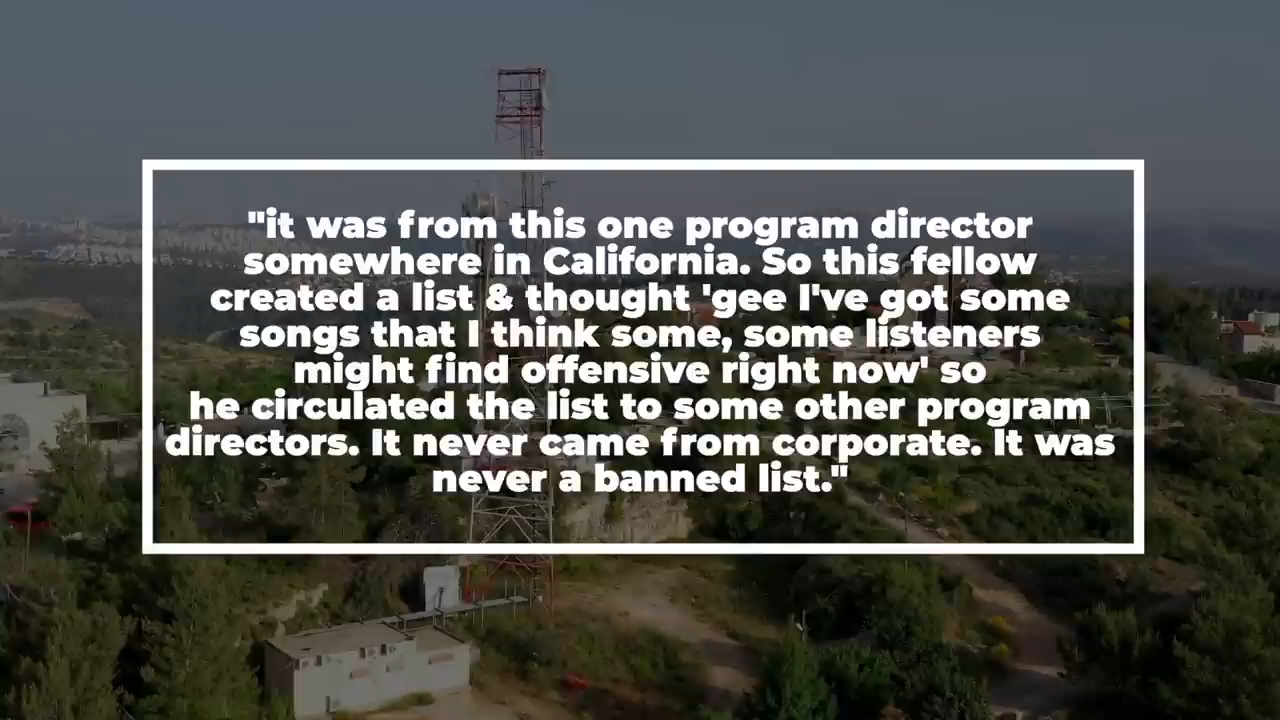 "it was from this one program director
somewhere in California. So this fellow
created a list & thought 'gee I've got some
songs that I think some, some listeners
might find offensive right now' so
he circulated the list to some other program
directors. It never came from corporate. It was
never a banned list."